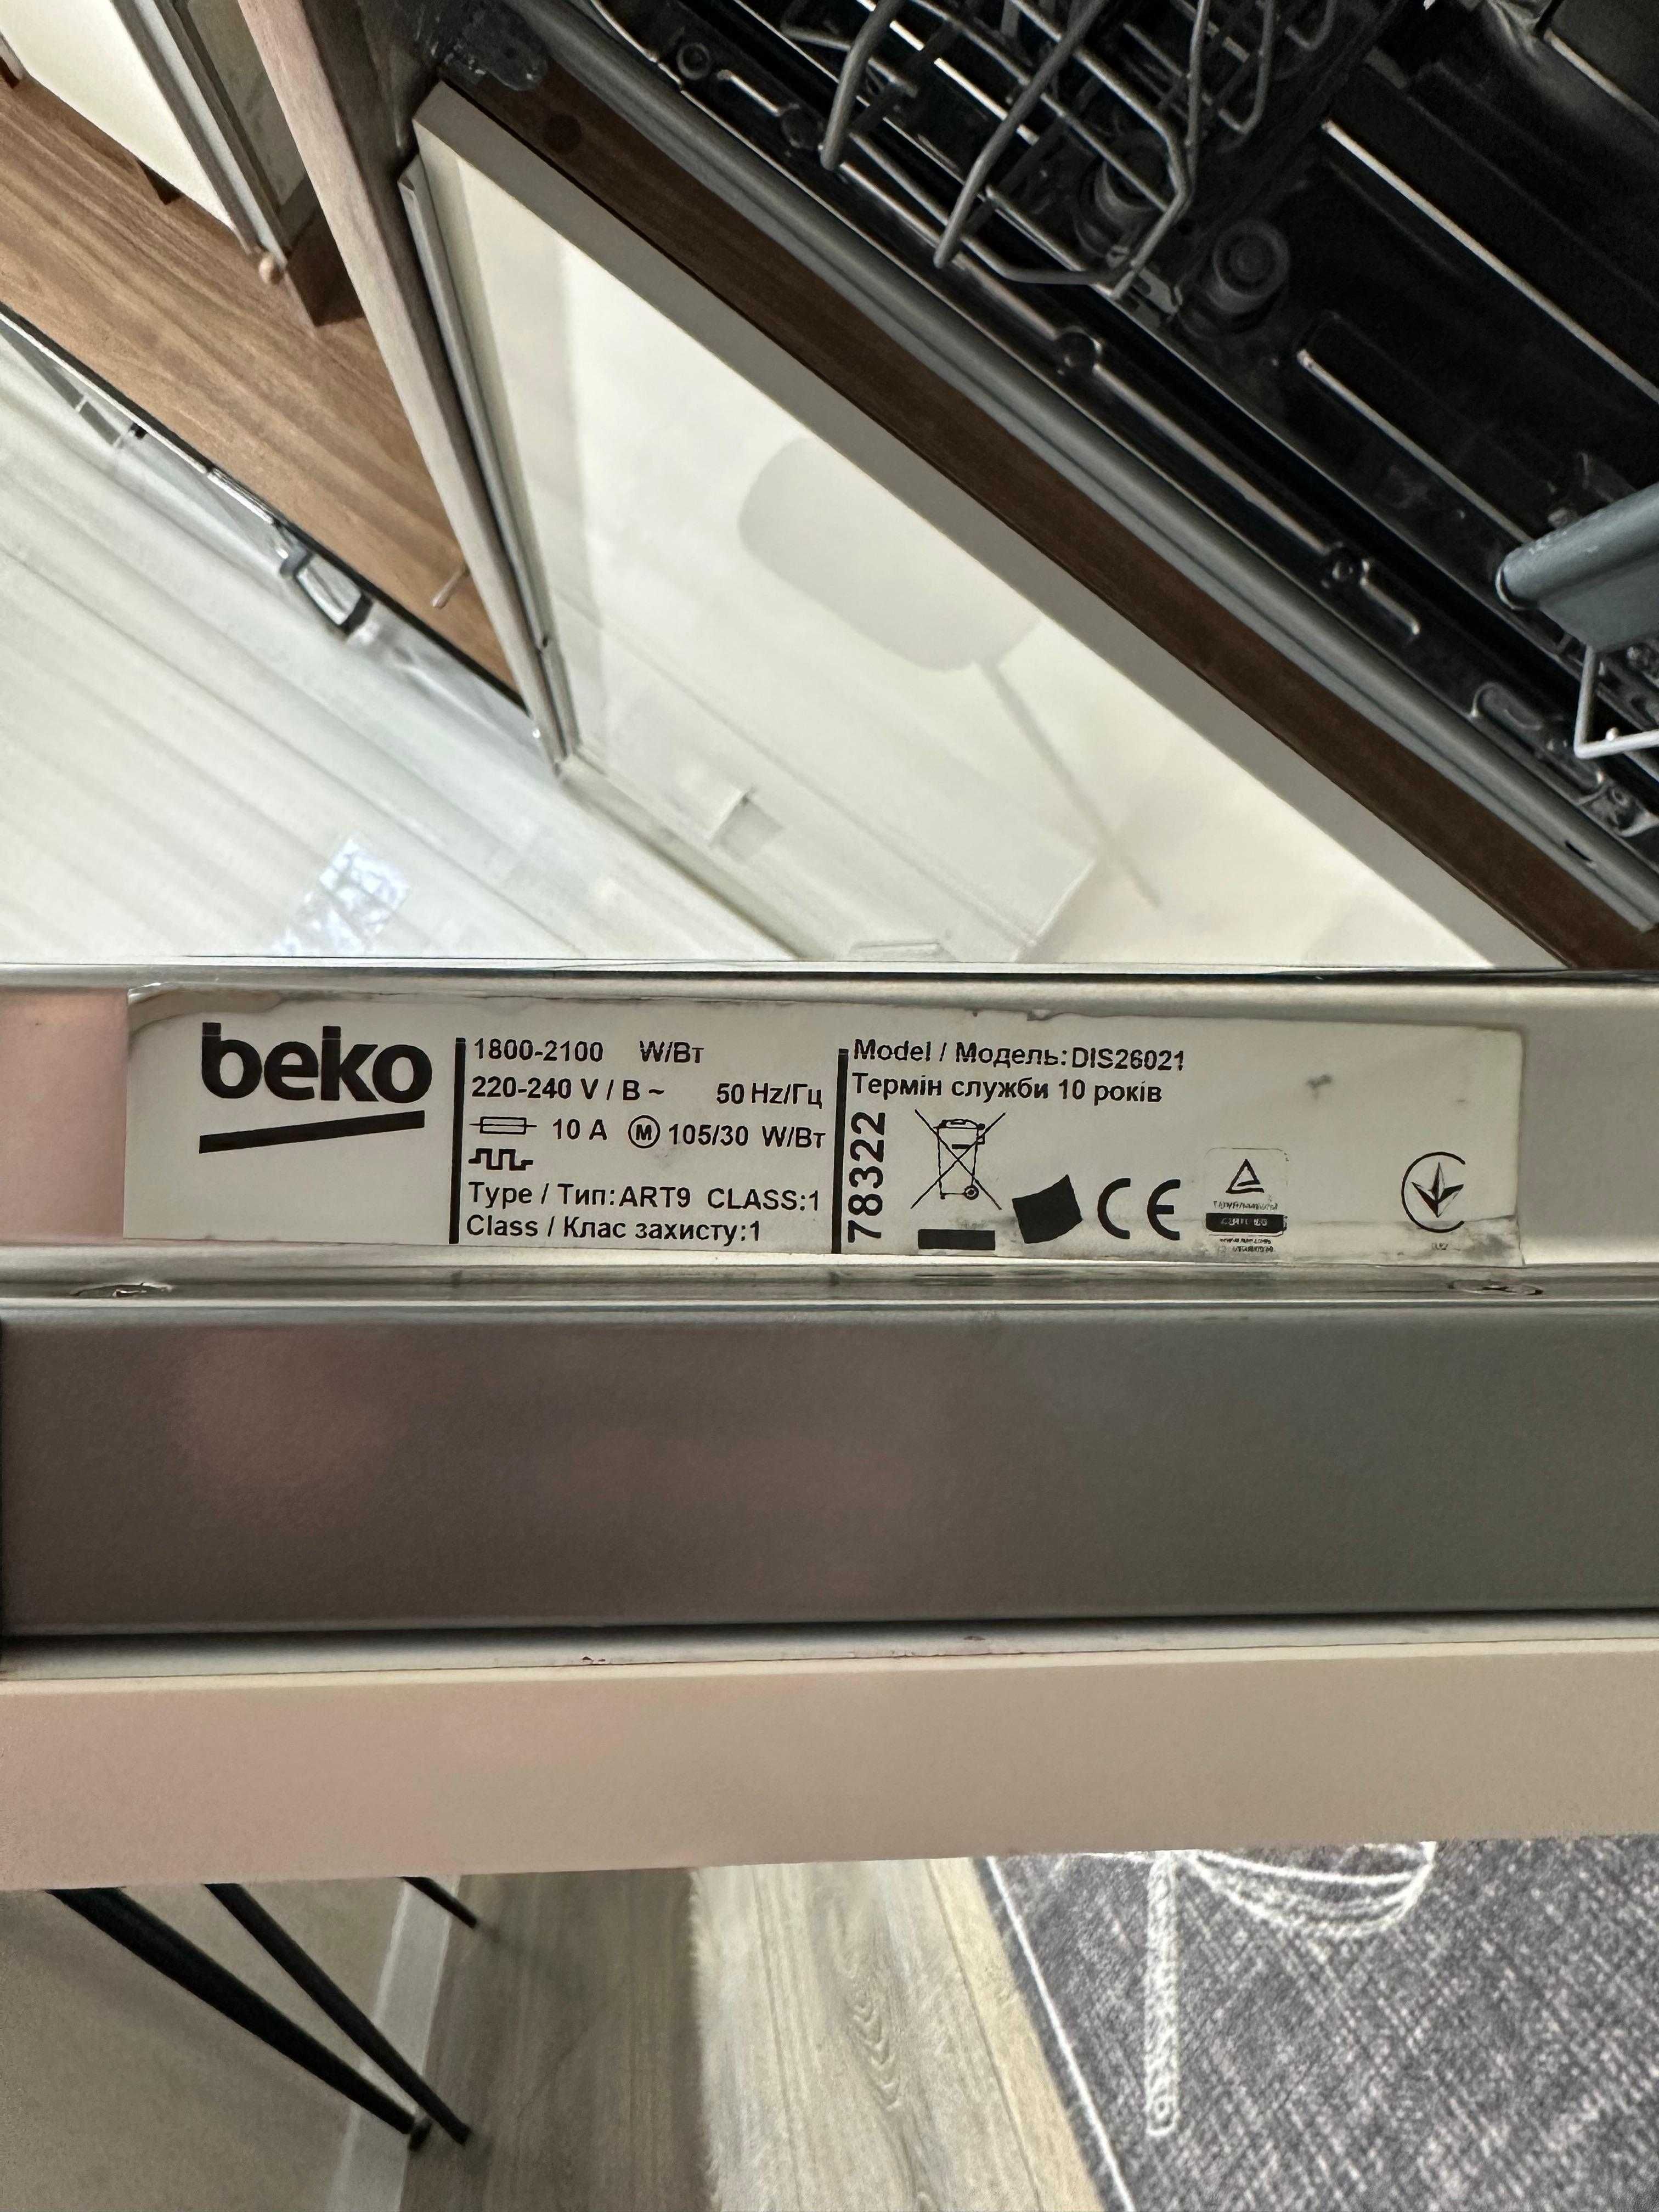 beko
1800-2100 W/Вт
220-240 V / В ~ 50 Hz/Гц
10 A M 105/30 W/Вт
Type / Тип:ART9 CLASS:1
Class / Клас захисту:1
Model / Модель:DIS26021
Термін служби 10 років
78322
CE